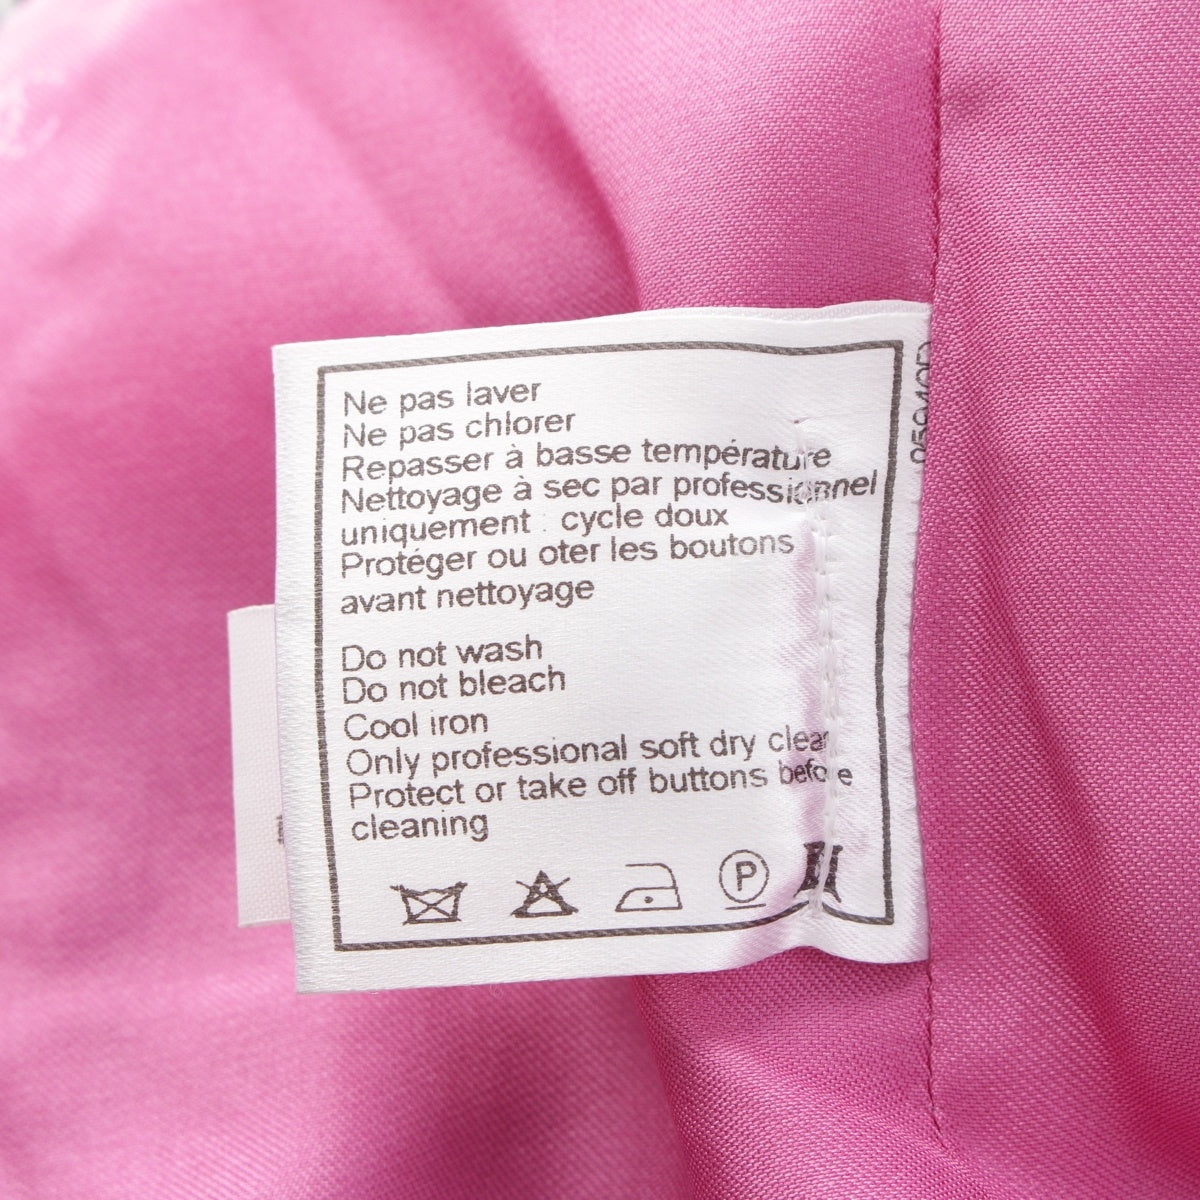 Ne pas laver
Ne pas chlorer
Repasser à basse température
Nettoyage à sec par professionnel
uniquement : cycle doux
Protéger ou oter les boutons
avant nettoyage
Do not wash
Do not bleach
Cool iron
Only professional soft dry clean
Protect or take off buttons before
cleaning
P